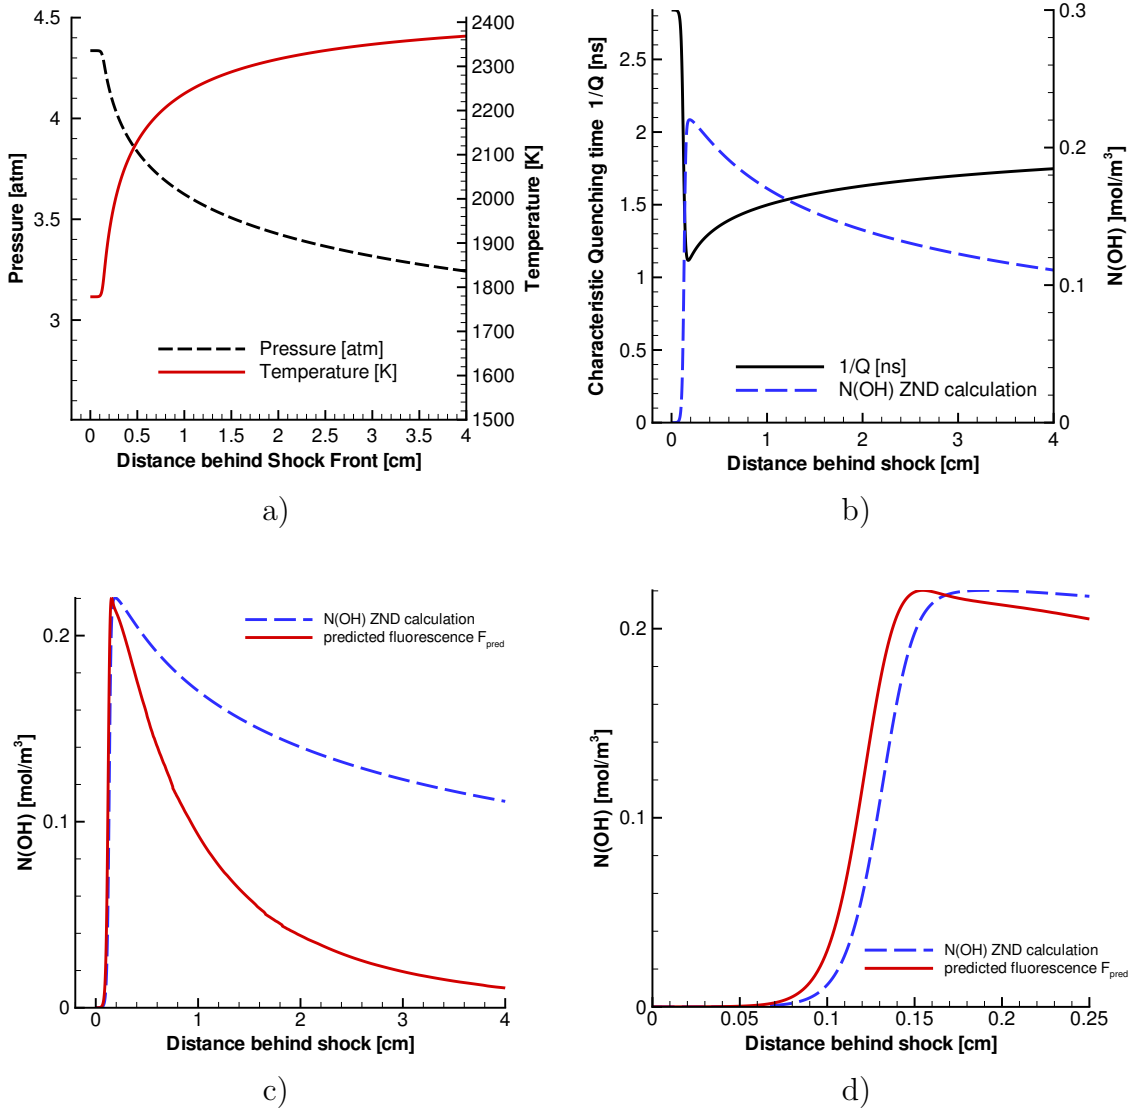 4.5
4
3.5
3
Pressure [atm]
2400
2300
2200
2100
2000
1900
1800
1700
1600
1500
Temperature [K]
Pressure [atm]
Temperature [K]
0 0.5 1 1.5 2 2.5 3 3.5 4
Distance behind Shock Front [cm]
a)
2.5
2
1.5
1
0.5
0
Characteristic Quenching time 1/Q [ns]
0.3
0.2
0.1
0
N(OH) [mol/m³]
1/Q [ns]
N(OH) ZND calculation
0 1 2 3 4
Distance behind shock [cm]
b)
0.2
0.1
0
N(OH) [mol/m³]
N(OH) ZND calculation
predicted fluorescence F_pred
0 1 2 3 4
Distance behind shock [cm]
c)
0.2
0.1
0
N(OH) [mol/m³]
N(OH) ZND calculation
predicted fluorescence F_pred
0 0.05 0.1 0.15 0.2 0.25
Distance behind shock [cm]
d)